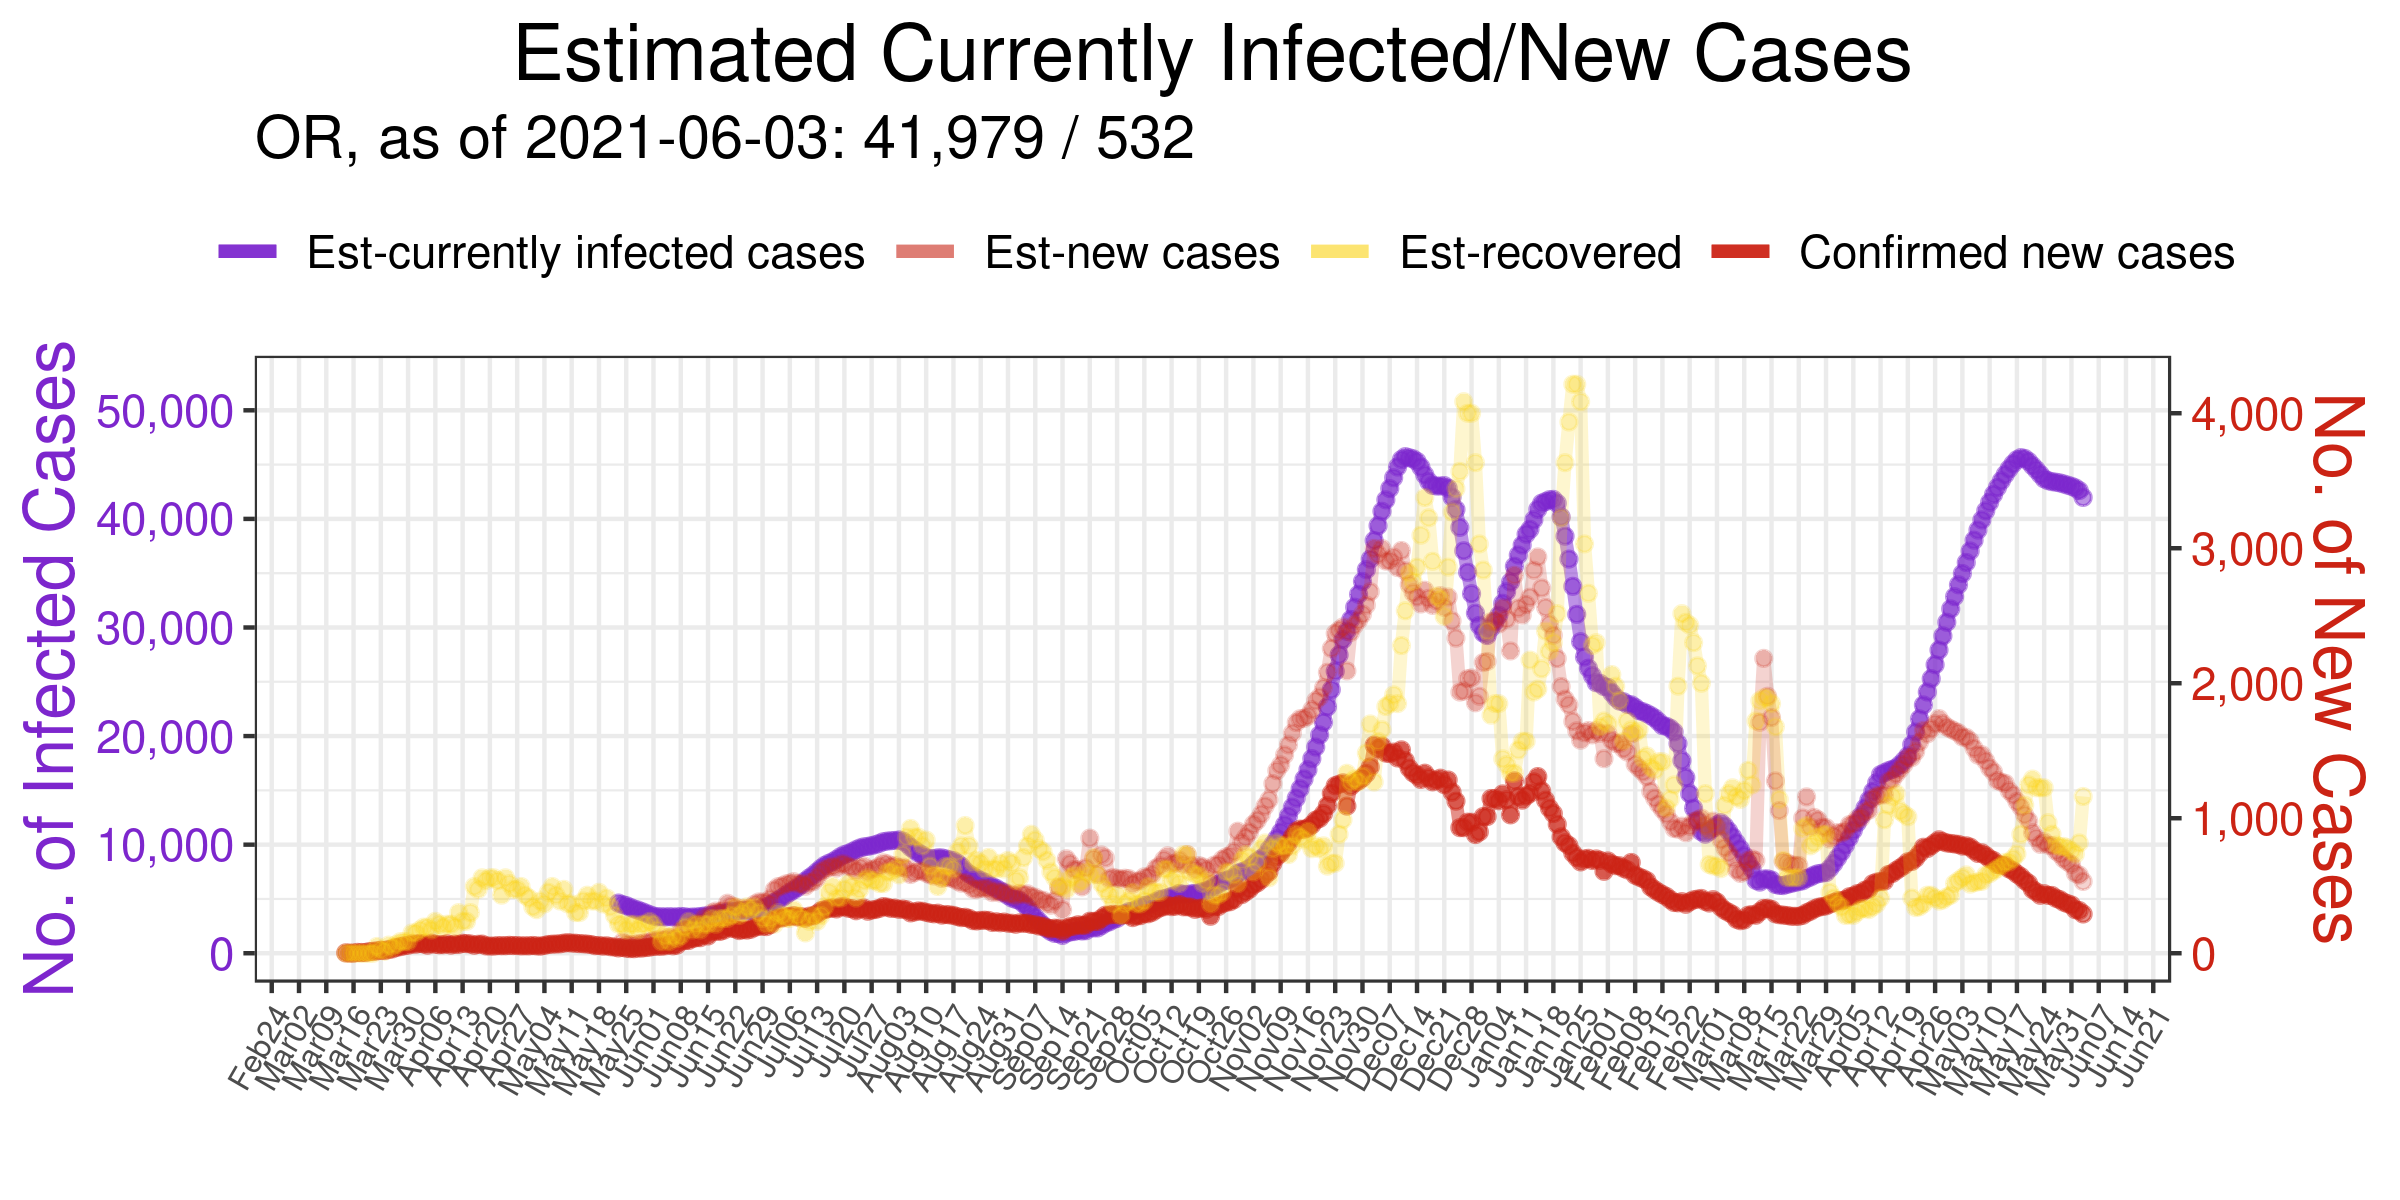 Estimated Currently Infected/New Cases
OR, as of 2021-06-03: 41,979 / 532
Est-currently infected cases
Est-new cases
Est-recovered
Confirmed new cases
No. of Infected Cases
50,000
40,000
30,000
20,000
10,000
0
4,000
3,000
2,000
1,000
0
No. of New Cases
Feb24
Mar02
Mar09
Mar16
Mar23
Mar30
Apr06
Apr13
Apr20
Apr27
May04
May11
May18
May25
Jun01
Jun08
Jun15
Jun22
Jun29
Jul06
Jul13
Jul20
Jul27
Aug03
Aug10
Aug17
Aug24
Aug31
Sep07
Sep14
Sep21
Sep28
Oct05
Oct12
Oct19
Oct26
Nov02
Nov09
Nov16
Nov23
Nov30
Dec07
Dec14
Dec21
Dec28
Jan04
Jan11
Jan18
Jan25
Feb01
Feb08
Feb15
Feb22
Mar01
Mar08
Mar15
Mar22
Mar29
Apr05
Apr12
Apr19
Apr26
May03
May10
May17
May24
May31
Jun07
Jun14
Jun21